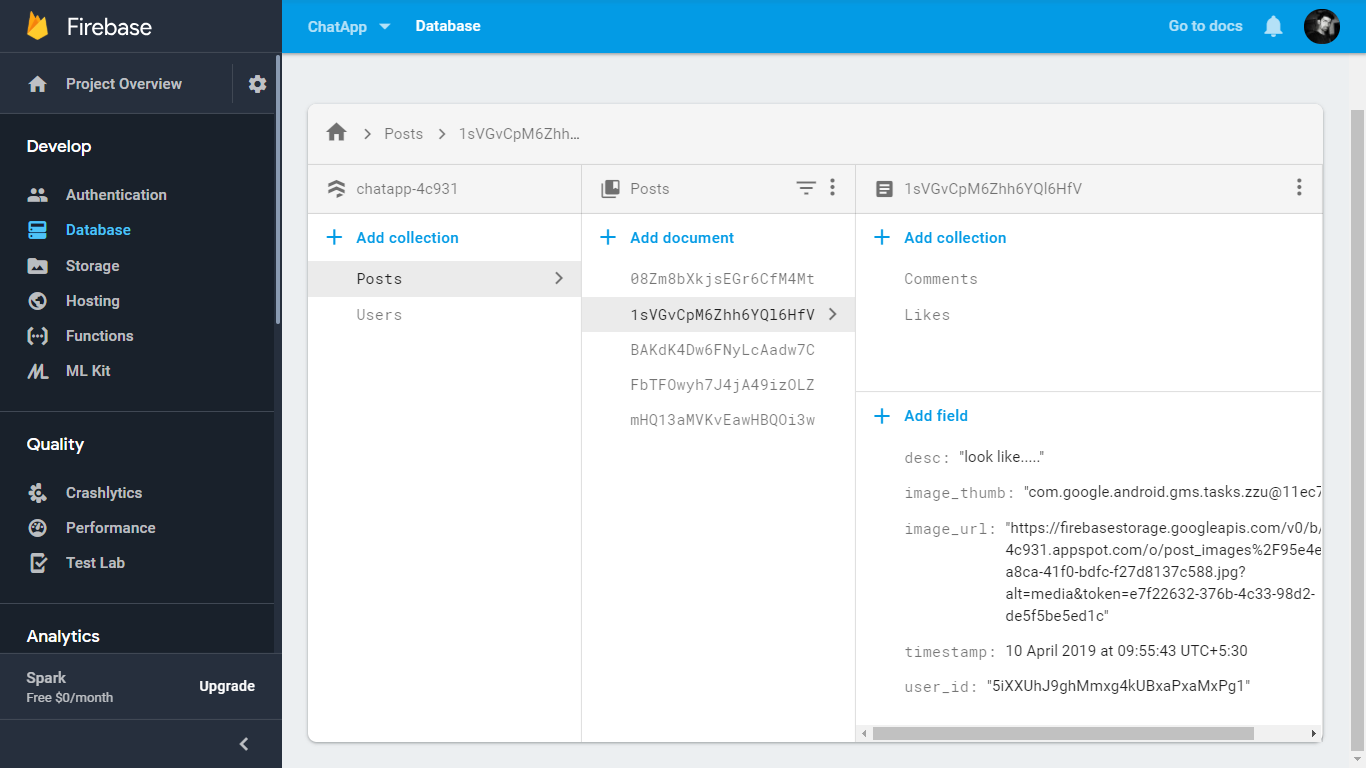 Firebase
ChatApp
Database
Go to docs
Project Overview
Develop
Authentication
Database
Storage
Hosting
Functions
ML Kit
Quality
Crashlytics
Performance
Test Lab
Analytics
Spark
Free $0/month
Upgrade
Posts
1sVGvCpM6Zhh...
chatapp-4c931
Add collection
Posts
Users
Posts
Add document
08Zm8bXkjsEGr6CfM4Mt
1sVGvCpM6Zhh6YQl6HfV
BAKdK4Dw6FNyLcAadw7C
FbTFOwyh7J4jA49izOLZ
mHQ13aMVKvEawHBQOi3w
1sVGvCpM6Zhh6YQl6HfV
Add collection
Comments
Likes
Add field
desc: "look like....."
image_thumb: "com.google.android.gms.tasks.zzu@11ec7
image_url: "https://firebasestorage.googleapis.com/v0/b/
4c931.appspot.com/o/post_images%2F95e4e
a8ca-41f0-bdfc-f27d8137c588.jpg?
alt=media&token=e7f22632-376b-4c33-98d2-
de5f5be5ed1c"
timestamp: 10 April 2019 at 09:55:43 UTC+5:30
user_id: "5iXXUhJ9ghMmxg4kUBxaPxaMxPg1"